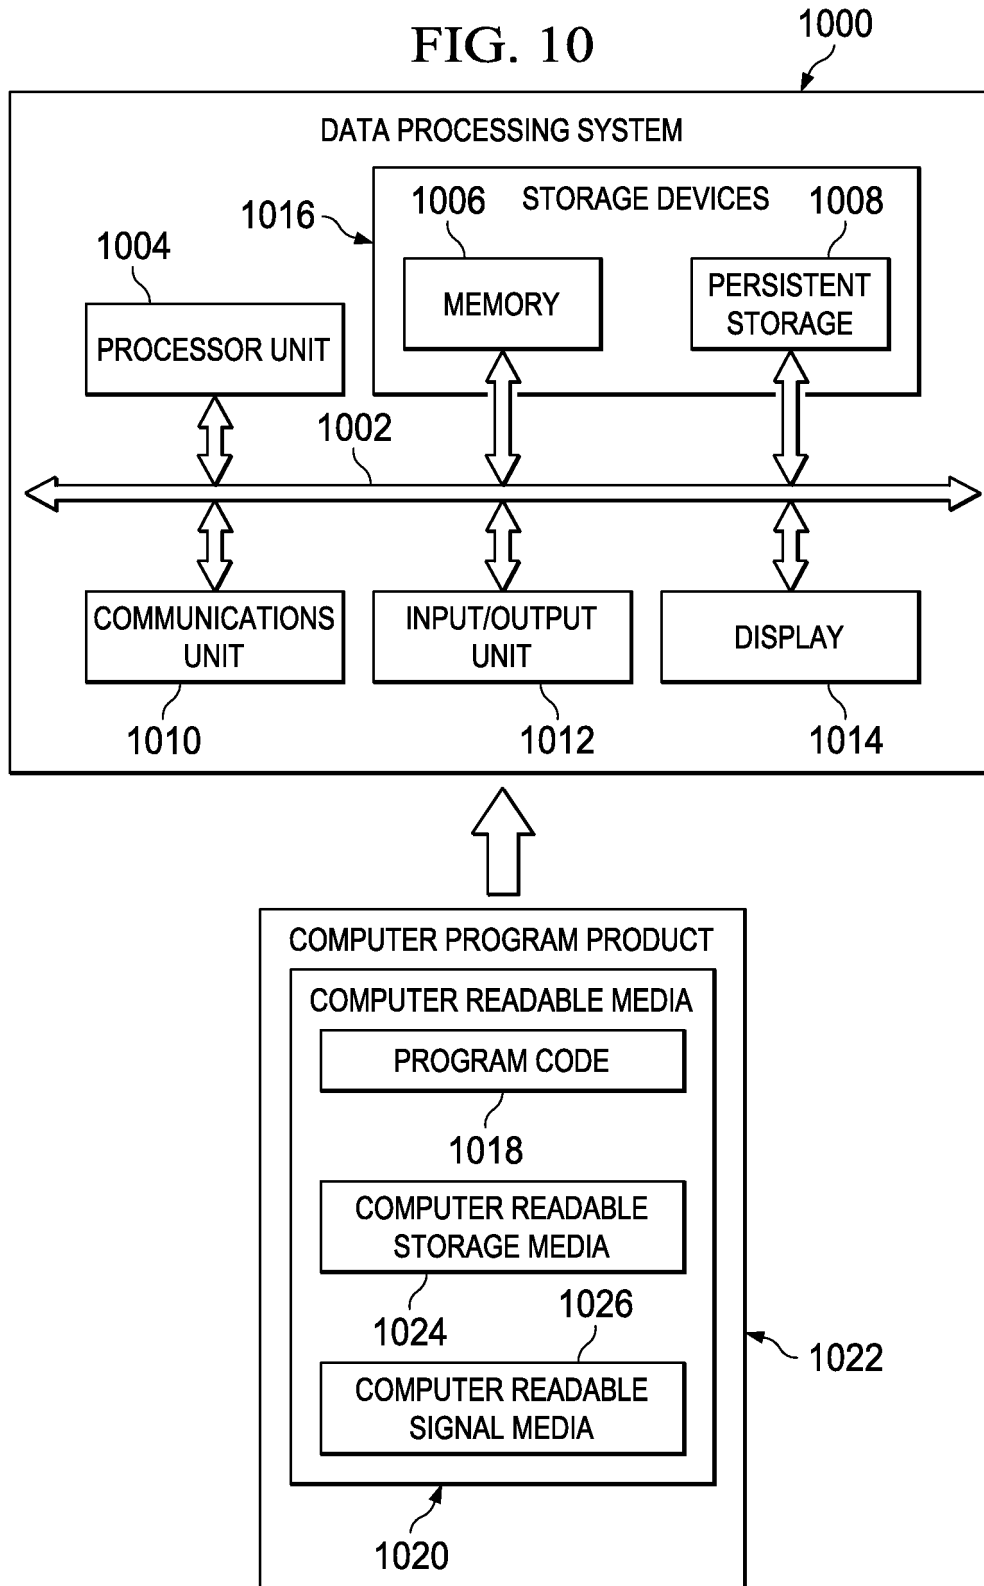 FIG. 10
1000
DATA PROCESSING SYSTEM
1016
STORAGE DEVICES
1006
1008
1004
MEMORY
PERSISTENT
STORAGE
PROCESSOR UNIT
1002
COMMUNICATIONS
UNIT
INPUT/OUTPUT
UNIT
DISPLAY
1010
1012
1014
COMPUTER PROGRAM PRODUCT
COMPUTER READABLE MEDIA
PROGRAM CODE
1018
COMPUTER READABLE
STORAGE MEDIA
1024
1026
1022
COMPUTER READABLE
SIGNAL MEDIA
1020